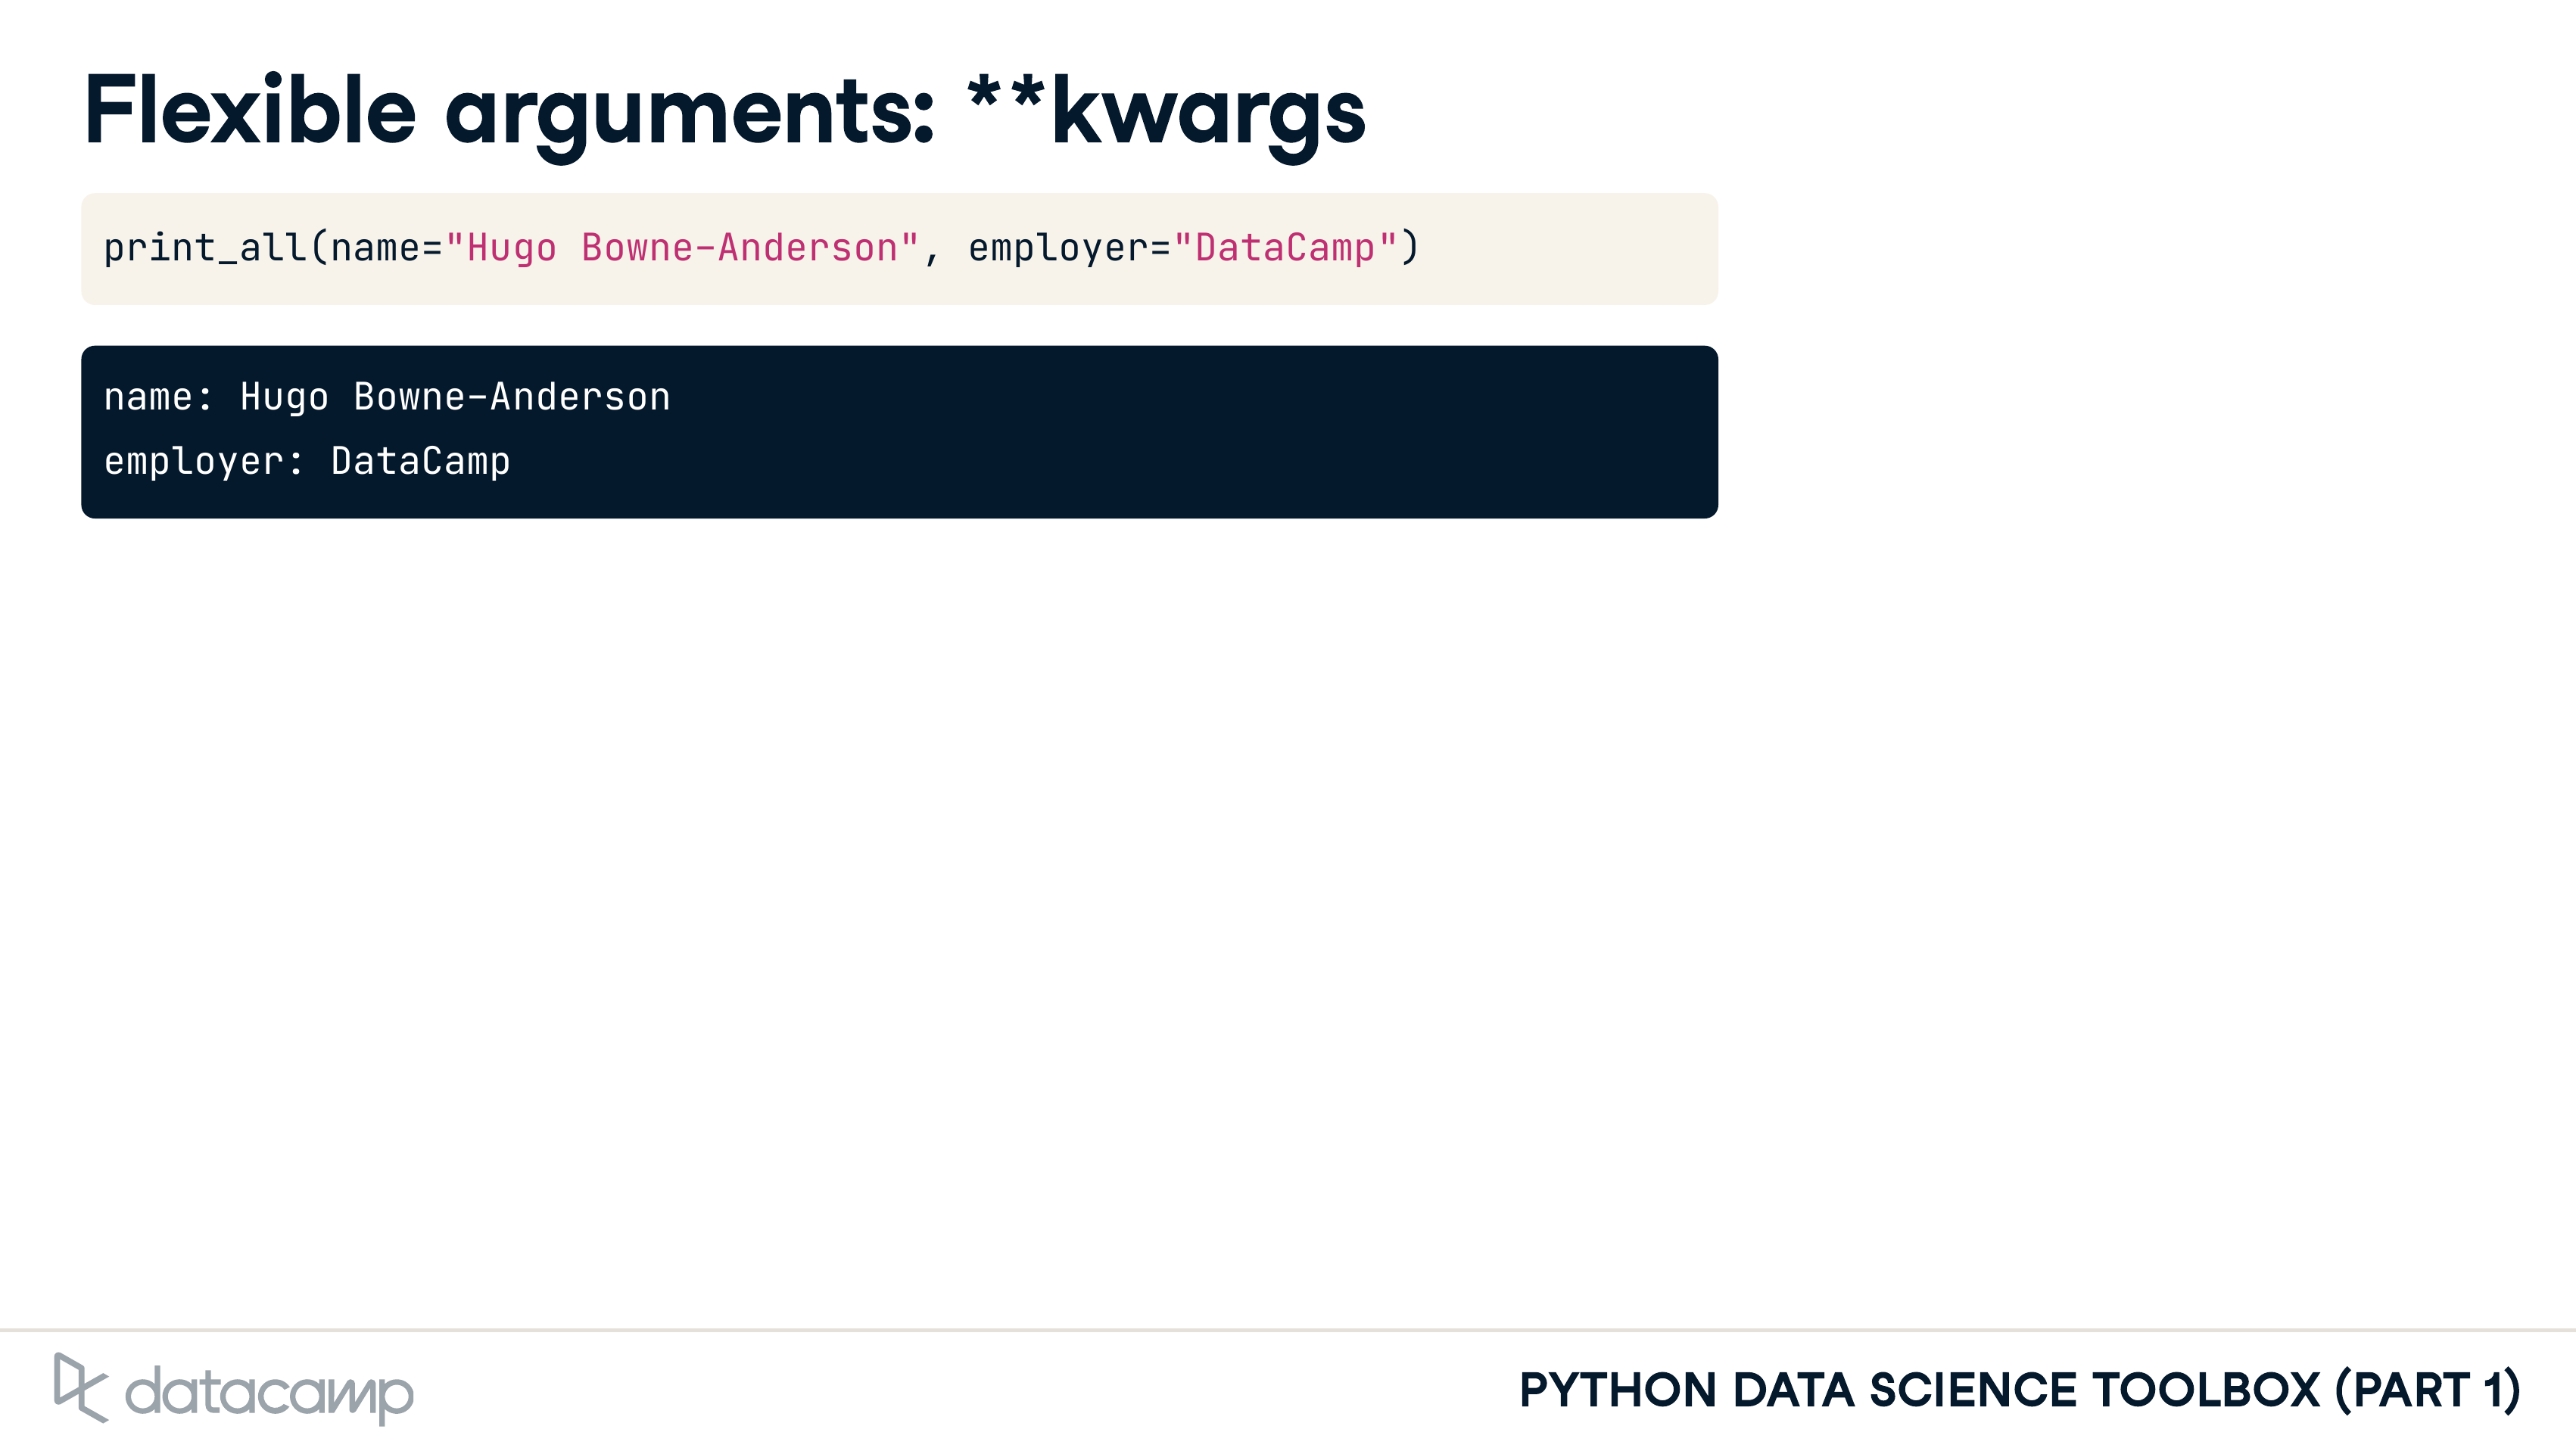 Flexible arguments: **kwargs
print_all(name="Hugo Bowne-Anderson", employer="DataCamp")
name: Hugo Bowne-Anderson
employer: DataCamp
datacamp
PYTHON DATA SCIENCE TOOLBOX (PART 1)